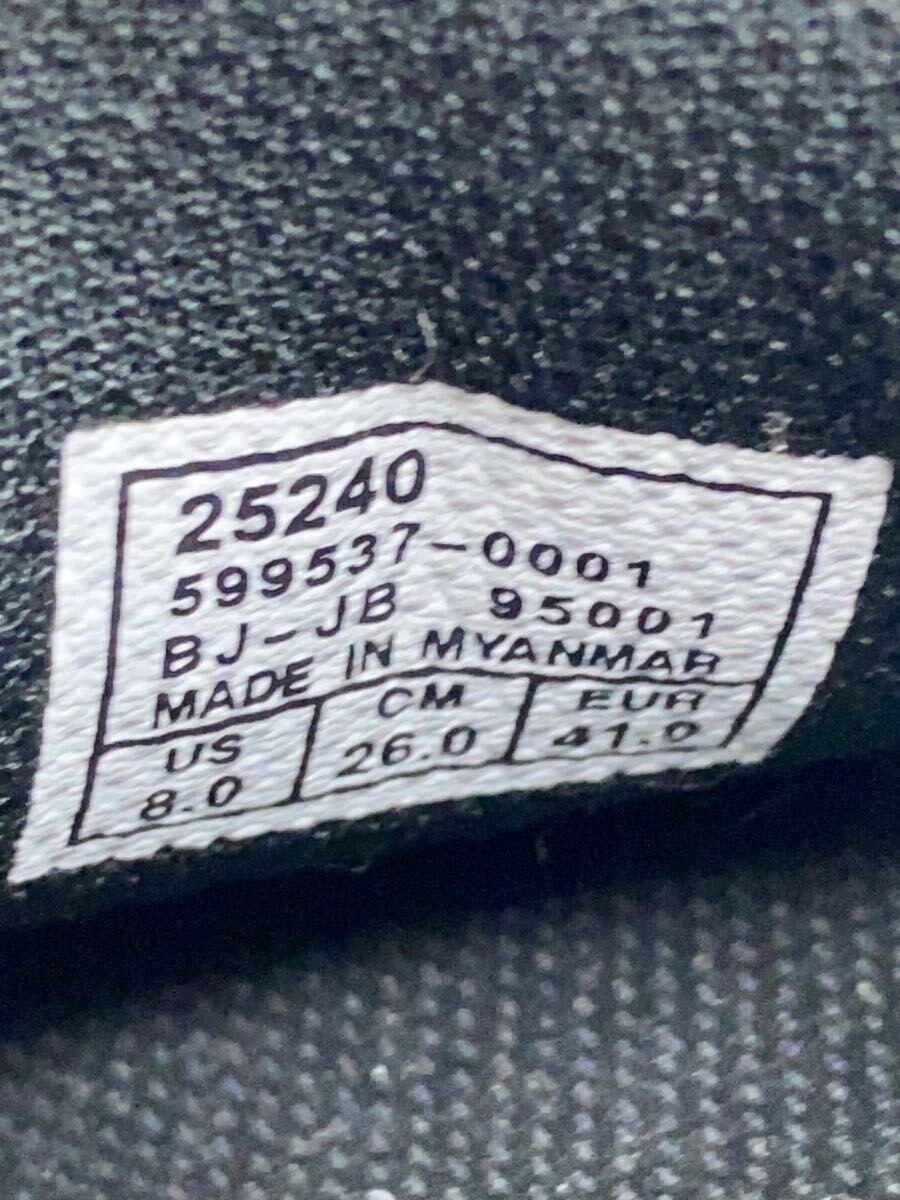 25240
599537-0001
BJ-JB 95001
MADE IN MYANMAR
US CM EUR
8.0 26.0 41.0